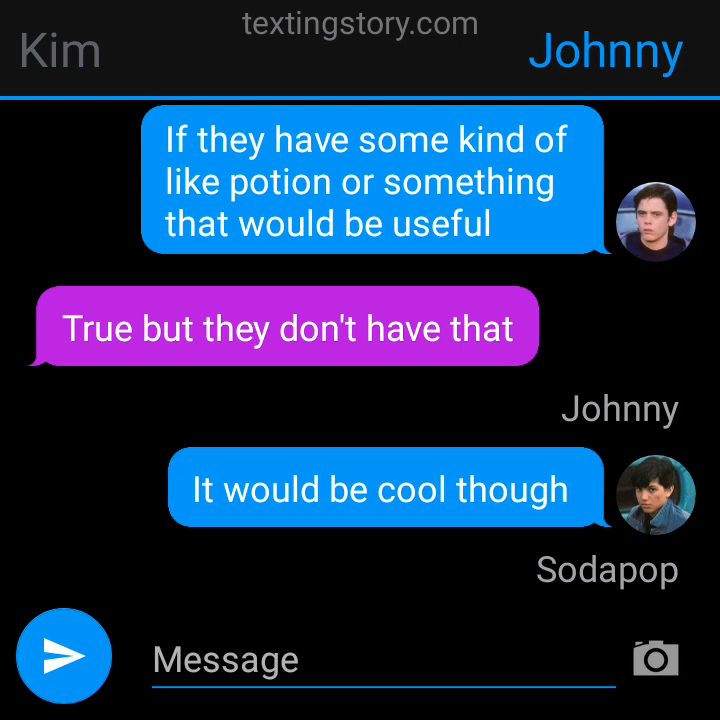 textingstory.com
Kim
Johnny
If they have some kind of
like potion or something
that would be useful
True but they don't have that
Johnny
It would be cool though
Sodapop
Message